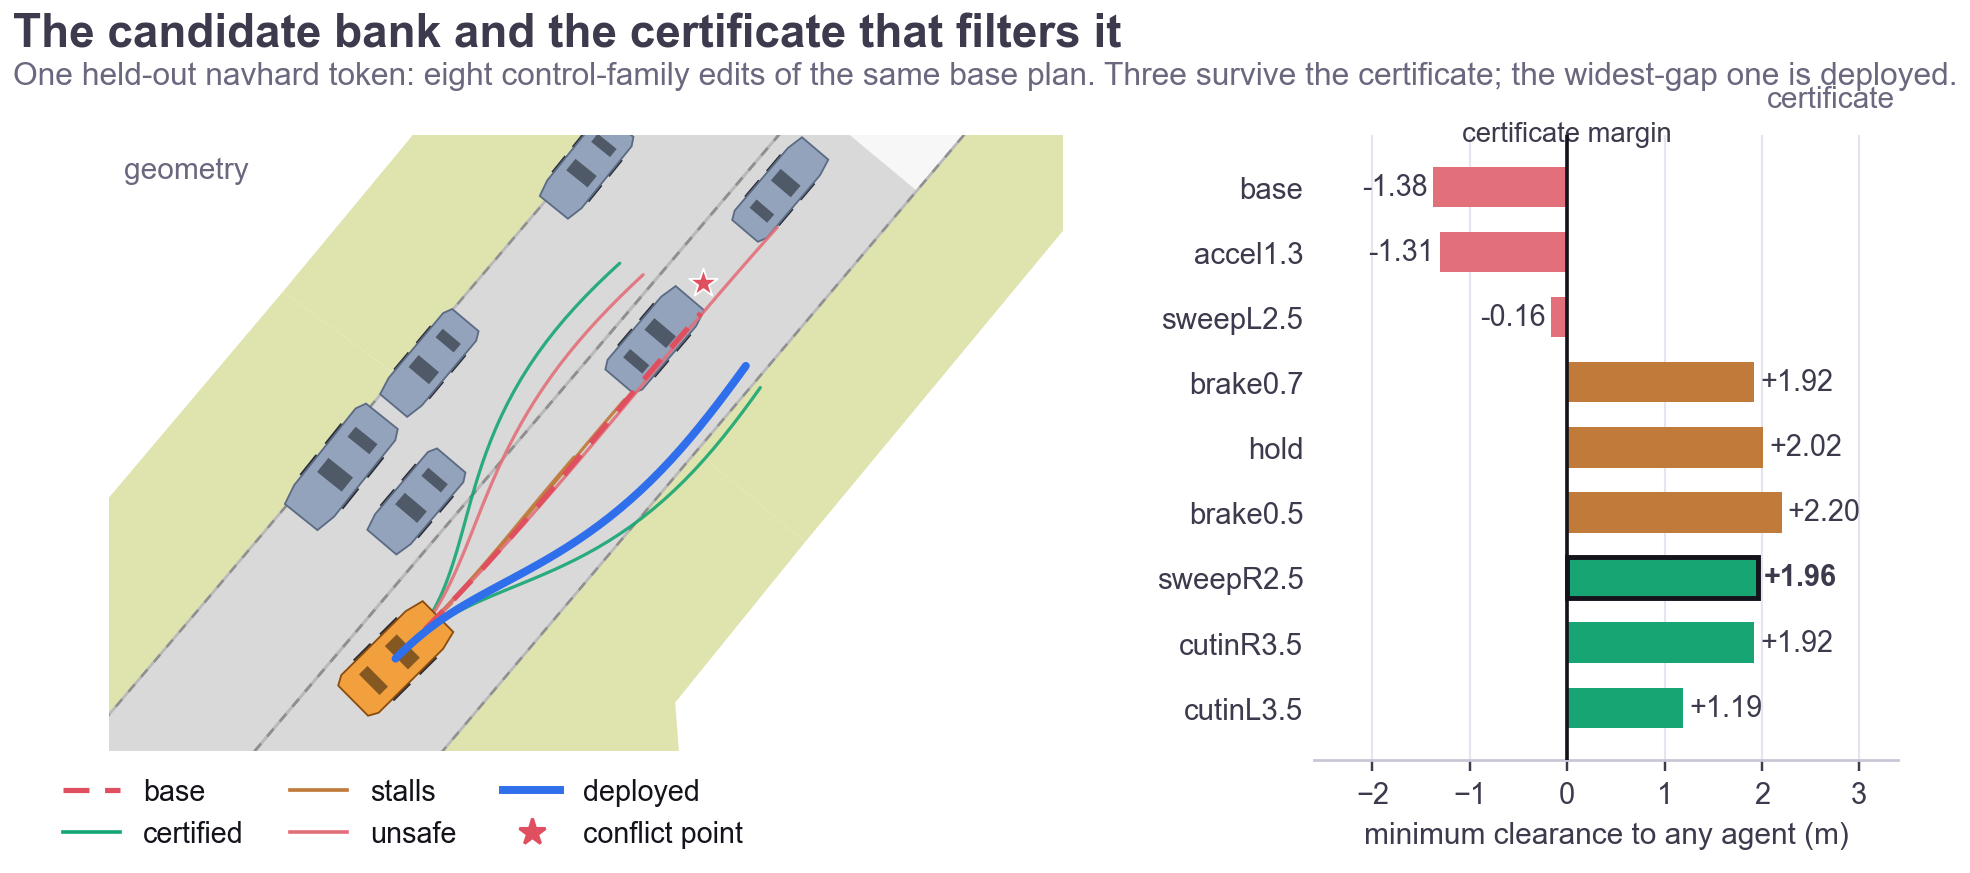 The candidate bank and the certificate that filters it
One held-out navhard token: eight control-family edits of the same base plan. Three survive the certificate; the widest-gap one is deployed.
certificate
geometry
certificate margin
base
-1.38
accel1.3
-1.31
sweepL2.5
-0.16
brake0.7
+1.92
hold
+2.02
brake0.5
+2.20
sweepR2.5
+1.96
cutinR3.5
+1.92
cutinL3.5
+1.19
−2 −1 0 1 2 3
minimum clearance to any agent (m)
base stalls deployed
certified unsafe conflict point